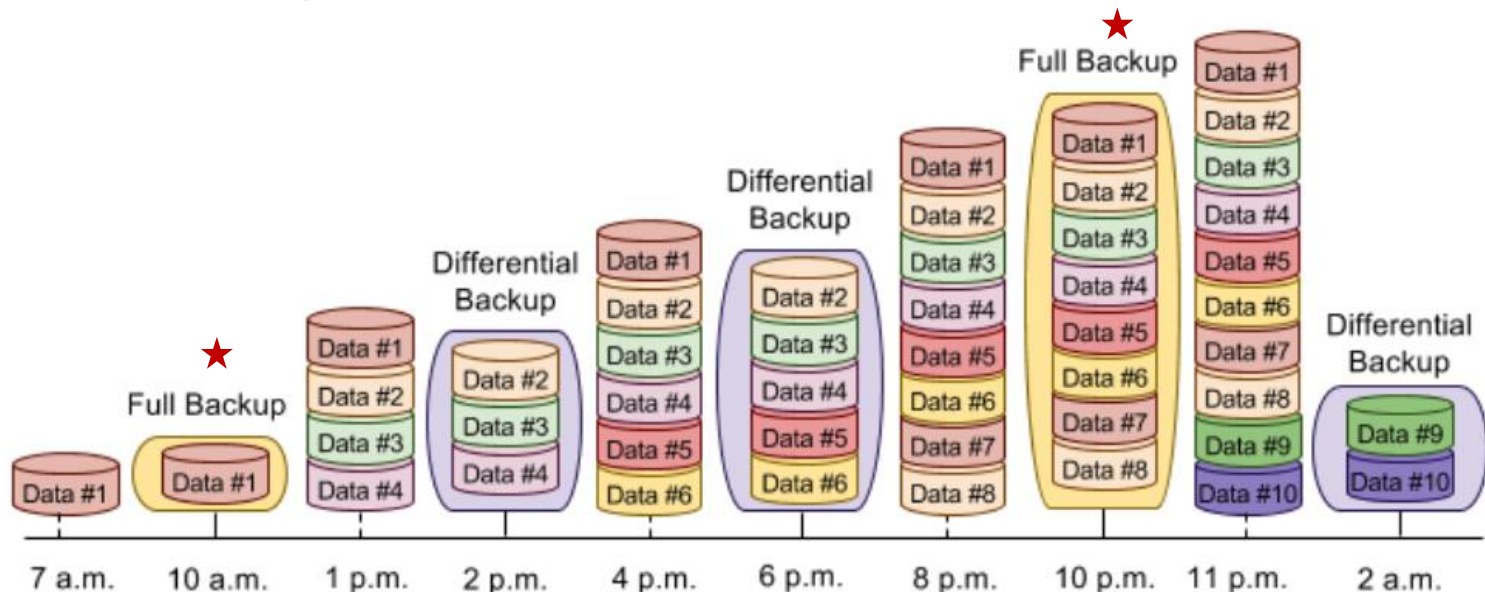 7 a.m.
Data #1
10 a.m.
Full Backup
Data #1
1 p.m.
Data #1
Data #2
Data #3
Data #4
2 p.m.
Differential
Backup
Data #2
Data #3
Data #4
4 p.m.
Data #1
Data #2
Data #3
Data #4
Data #5
Data #6
6 p.m.
Differential
Backup
Data #2
Data #3
Data #4
Data #5
Data #6
8 p.m.
Data #1
Data #2
Data #3
Data #4
Data #5
Data #6
Data #7
Data #8
10 p.m.
Full Backup
Data #1
Data #2
Data #3
Data #4
Data #5
Data #6
Data #7
Data #8
11 p.m.
Data #1
Data #2
Data #3
Data #4
Data #5
Data #6
Data #7
Data #8
Data #9
Data #10
2 a.m.
Differential
Backup
Data #9
Data #10